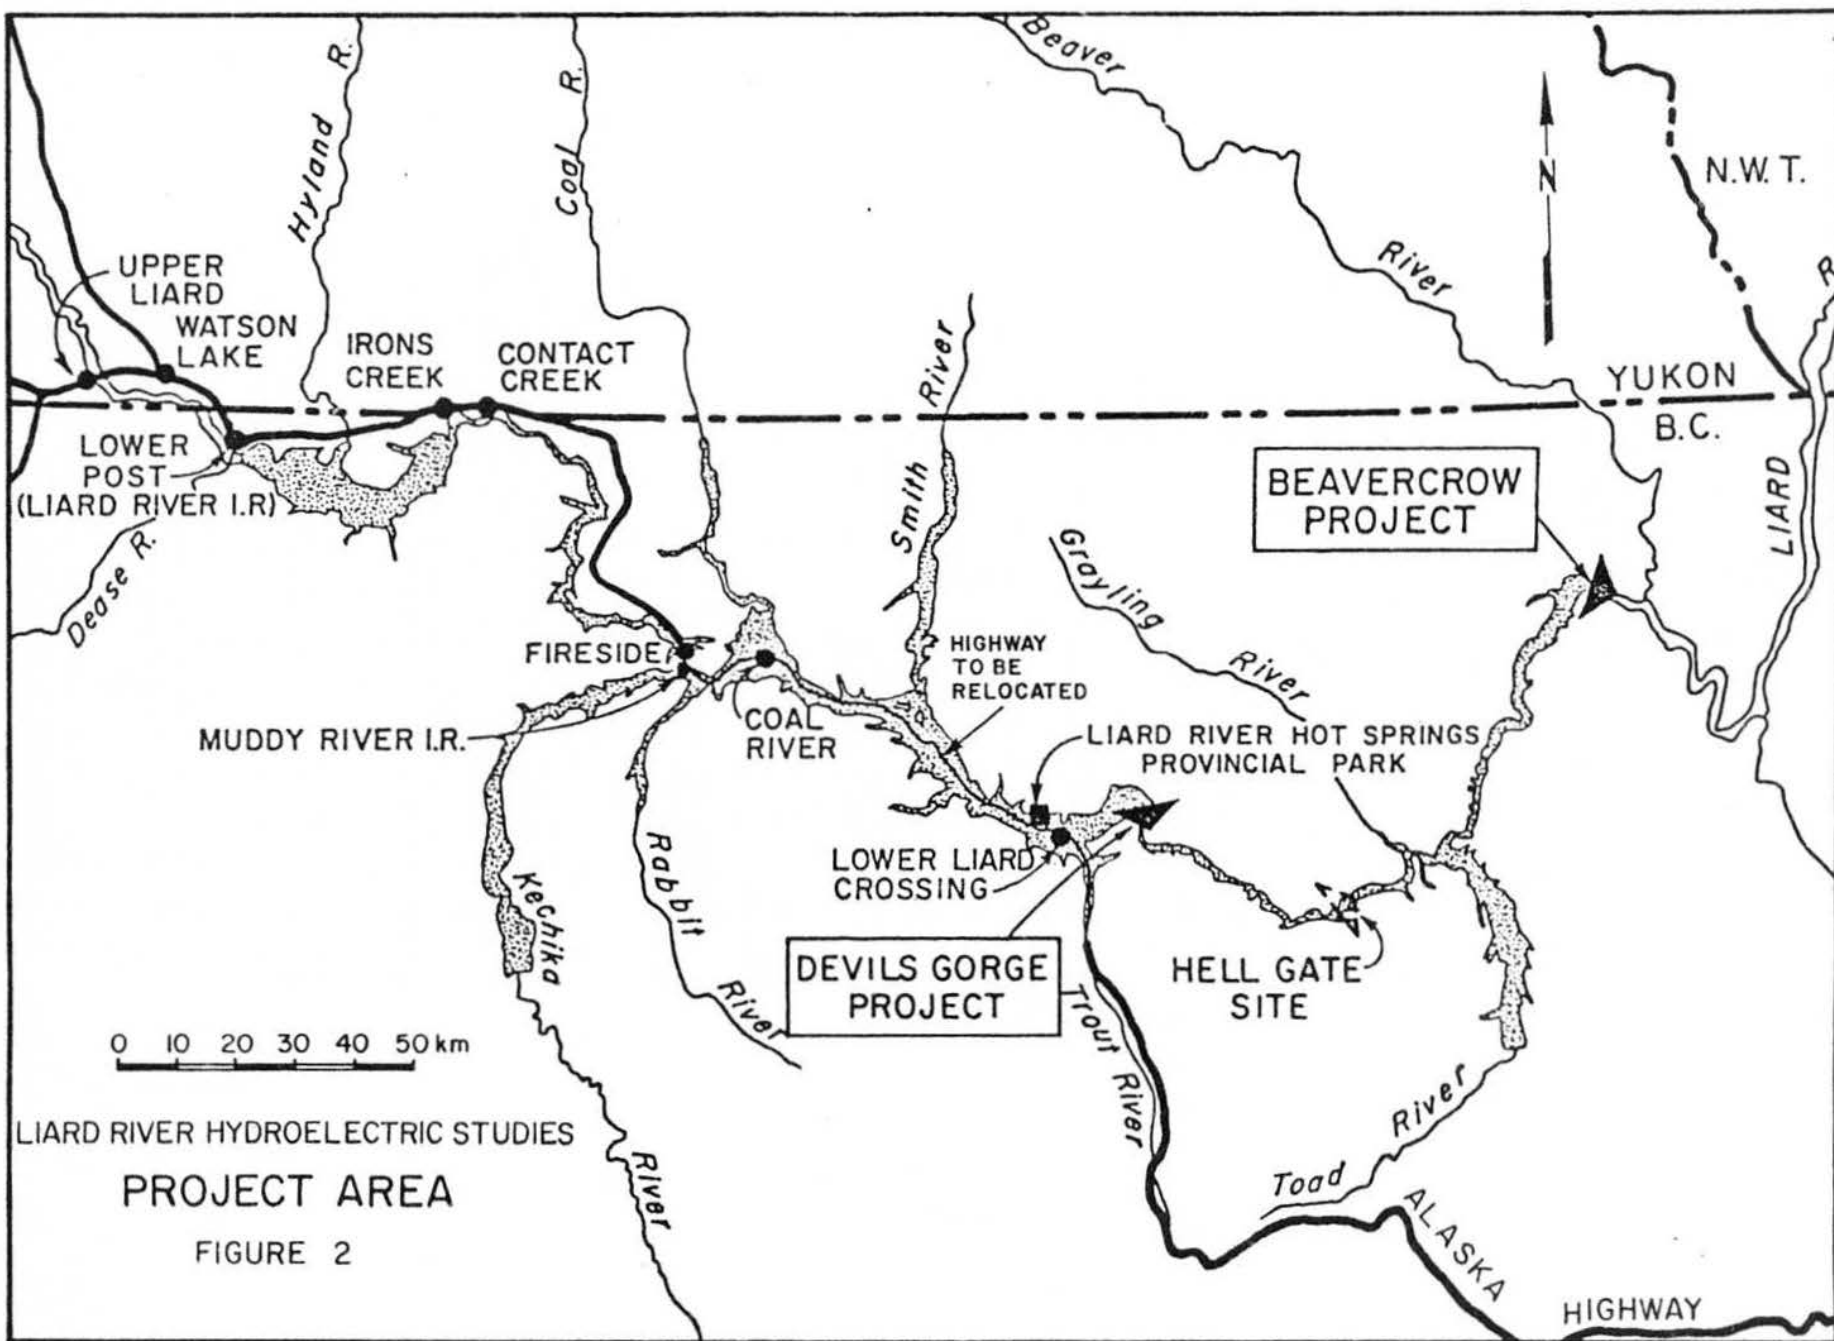 Beaver
River
Hyland R.
Coal R.
N
N.W.T.
R
UPPER
LIARD
WATSON
LAKE
IRONS
CREEK
CONTACT
CREEK
Smith River
YUKON
B.C.
LIARD
LOWER
POST
(LIARD RIVER I.R)
Dease R.
BEAVERCROW
PROJECT
Grayling
River
FIRESIDE
MUDDY RIVER I.R.
COAL
RIVER
HIGHWAY
TO BE
RELOCATED
LIARD RIVER HOT SPRINGS
PROVINCIAL PARK
LOWER LIARD
CROSSING
Kechika
River
Rabbit
River
DEVILS GORGE
PROJECT
HELL GATE
SITE
Trout River
Toad
River
ALASKA
HIGHWAY
0 10 20 30 40 50 km
LIARD RIVER HYDROELECTRIC STUDIES
PROJECT AREA
FIGURE 2